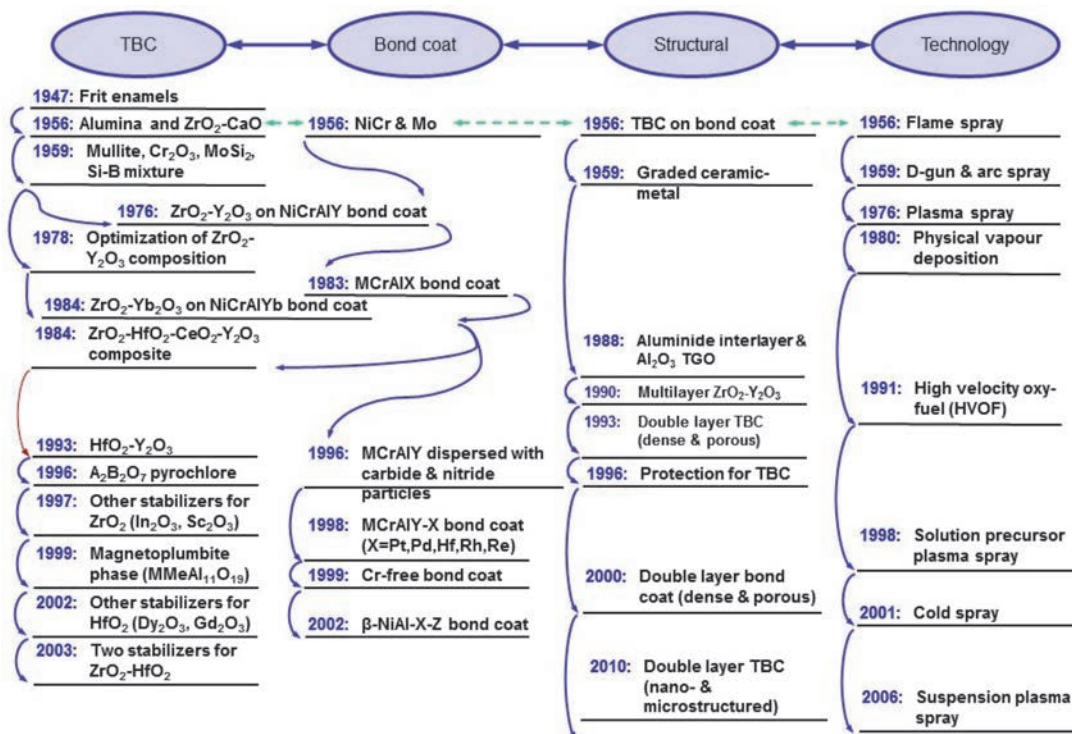 TBC
Bond coat
Structural
Technology
1947: Frit enamels
1956: Alumina and ZrO₂-CaO
1959: Mullite, Cr₂O₃, MoSi₂,
Si-B mixture
1976: ZrO₂-Y₂O₃ on NiCrAlY bond coat
1978: Optimization of ZrO₂-
Y₂O₃ composition
1984: ZrO₂-Yb₂O₃ on NiCrAlYb bond coat
1984: ZrO₂-HfO₂-CeO₂-Y₂O₃
composite
1993: HfO₂-Y₂O₃
1996: A₂B₂O₇ pyrochlore
1997: Other stabilizers for
ZrO₂ (In₂O₃, Sc₂O₃)
1999: Magnetoplumbite
phase (MMeAl₁₁O₁₉)
2002: Other stabilizers for
HfO₂ (Dy₂O₃, Gd₂O₃)
2003: Two stabilizers for
ZrO₂-HfO₂
1956: NiCr & Mo
1983: MCrAlX bond coat
1996: MCrAlY dispersed with
carbide & nitride
particles
1998: MCrAlY-X bond coat
(X=Pt,Pd,Hf,Rh,Re)
1999: Cr-free bond coat
2002: β-NiAl-X-Z bond coat
1956: TBC on bond coat
1959: Graded ceramic-
metal
1988: Aluminide interlayer &
Al₂O₃ TGO
1990: Multilayer ZrO₂-Y₂O₃
1993: Double layer TBC
(dense & porous)
1996: Protection for TBC
2000: Double layer bond
coat (dense & porous)
2010: Double layer TBC
(nano- &
microstructured)
1956: Flame spray
1959: D-gun & arc spray
1976: Plasma spray
1980: Physical vapour
deposition
1991: High velocity oxy-
fuel (HVOF)
1998: Solution precursor
plasma spray
2001: Cold spray
2006: Suspension plasma
spray